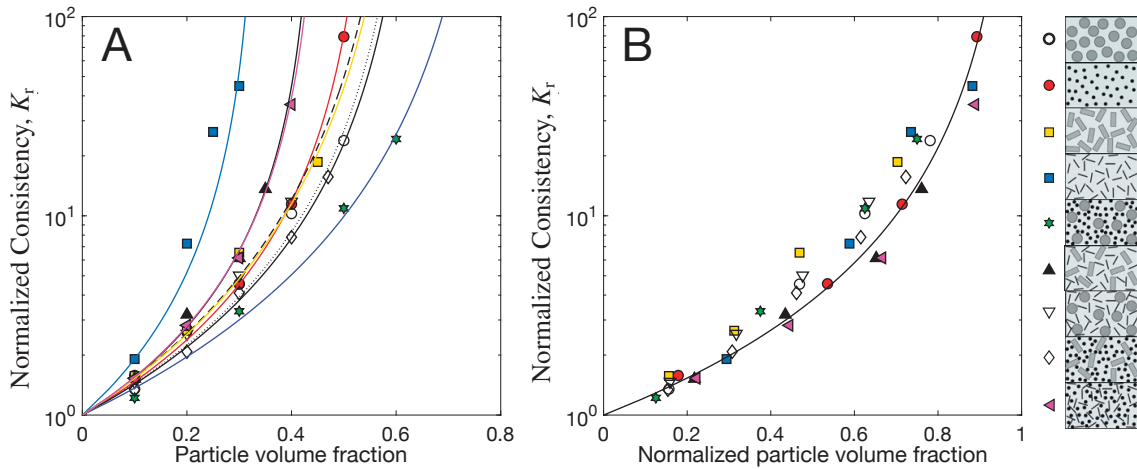 A
Normalized Consistency, Kr
10²
10¹
10⁰
0
0.2
0.4
0.6
0.8
Particle volume fraction
B
Normalized Consistency, Kr
10²
10¹
10⁰
0
0.2
0.4
0.6
0.8
1
Normalized particle volume fraction